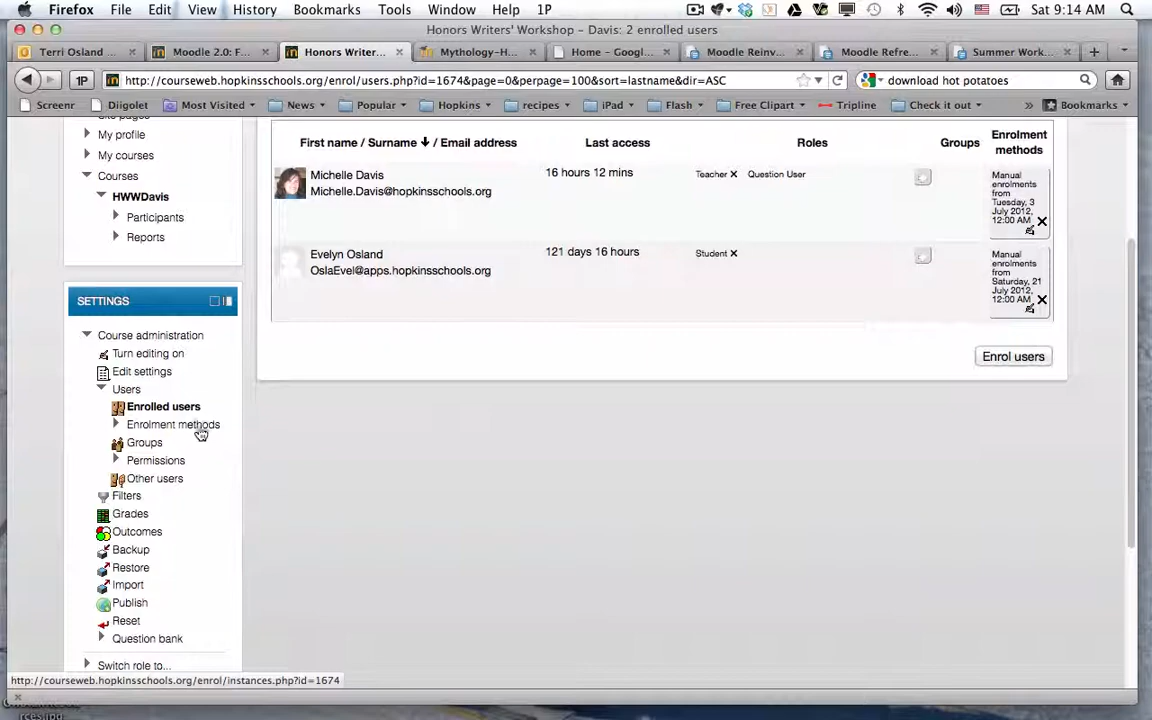 Firefox File Edit View History Bookmarks Tools Window Help 1P Sat 9:14 AM
Honors Writers' Workshop - Davis: 2 enrolled users
Terri Osland Moodle 2.0: F... Honors Writer... Mythology-H... Home - Googl... Moodle Reinv... Moodle Refre... Summer Work...
1P http://courseweb.hopkinsschools.org/enrol/users.php?id=1674&page=0&perpage=100&sort=lastname&dir=ASC download hot potatoes
Screenr Diigolet Most Visited News Popular Hopkins recipes iPad Flash Free Clipart Tripline Check it out » Bookmarks
Site pages
My profile
My courses
Courses
HWWDavis
Participants
Reports
SETTINGS
Course administration
Turn editing on
Edit settings
Users
Enrolled users
Enrolment methods
Groups
Permissions
Other users
Filters
Grades
Outcomes
Backup
Restore
Import
Publish
Reset
Question bank
Switch role to...
First name / Surname / Email address Last access Roles Groups Enrolment
methods
Michelle Davis
Michelle.Davis@hopkinsschools.org
16 hours 12 mins
Teacher Question User
Manual
enrolments
from
Tuesday, 3
July 2012,
12:00 AM
Evelyn Osland
OslaEvel@apps.hopkinsschools.org
121 days 16 hours
Student
Manual
enrolments
from
Saturday, 21
July 2012,
12:00 AM
Enrol users
http://courseweb.hopkinsschools.org/enrol/instances.php?id=1674